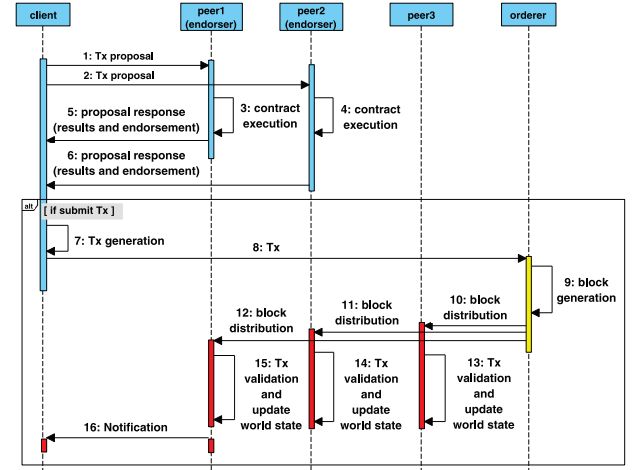 client
peer1
(endorser)
peer2
(endorser)
peer3
orderer
1: Tx proposal
2: Tx proposal
3: contract
execution
4: contract
execution
5: proposal response
(results and endorsement)
6: proposal response
(results and endorsement)
alt
[ if submit Tx ]
7: Tx generation
8: Tx
9: block
generation
10: block
distribution
11: block
distribution
12: block
distribution
13: Tx
validation
and
update
world state
14: Tx
validation
and
update
world state
15: Tx
validation
and
update
world state
16: Notification